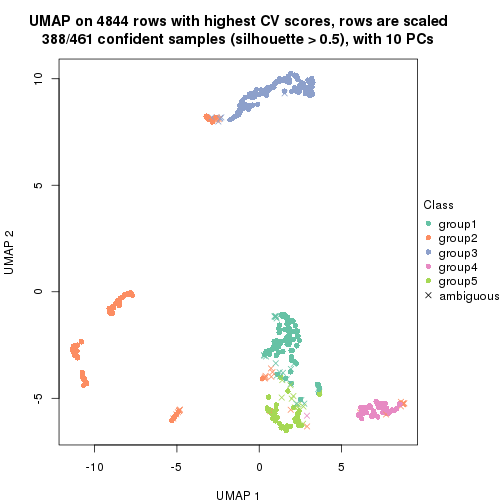 UMAP on 4844 rows with highest CV scores, rows are scaled
388/461 confident samples (silhouette > 0.5), with 10 PCs
10
5
0
-5
UMAP 2
-10
-5
0
5
UMAP 1
Class
group1
group2
group3
group4
group5
ambiguous